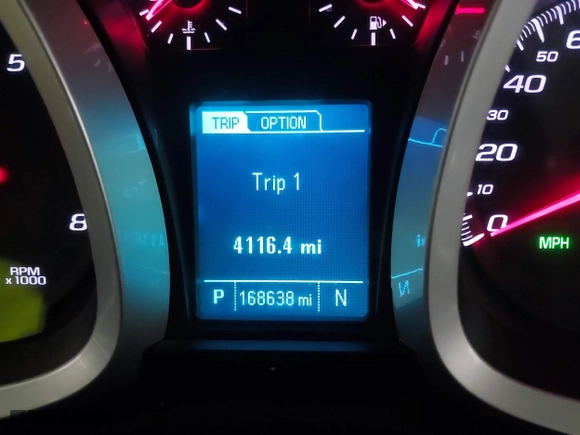 TRIP OPTION
Trip 1
4116.4 mi
P 168638 mi N
5
8
RPM
x1000
50
40
30
20
10
0
MPH